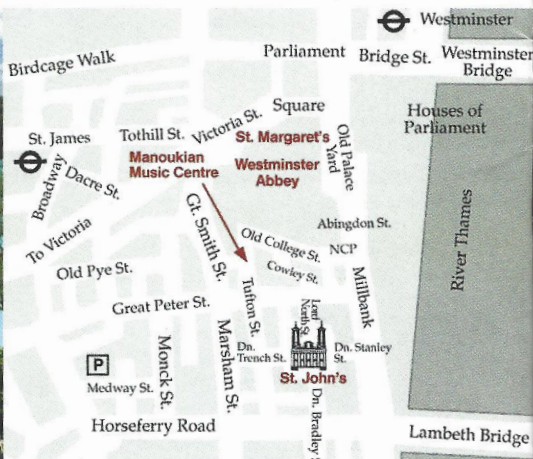 Westminster
Birdcage Walk
Parliament
Bridge St.
Westminster
Bridge
Square
Houses of
Parliament
St. James
Tothill St.
Victoria St.
St. Margaret's
Old Palace
Yard
Manoukian
Music Centre
Westminster
Abbey
Broadway
Dacre St.
Gt. Smith St.
Abingdon St.
To Victoria
Old College St.
NCP
River Thames
Old Pye St.
Cowley St.
Millbank
Great Peter St.
Tufton St.
Lord
North St.
Monck St.
Marsham St.
Dn.
Trench St.
Dn. Stanley
St.
P
Medway St.
St. John's
Dn. Bradley
Horseferry Road
Lambeth Bridge